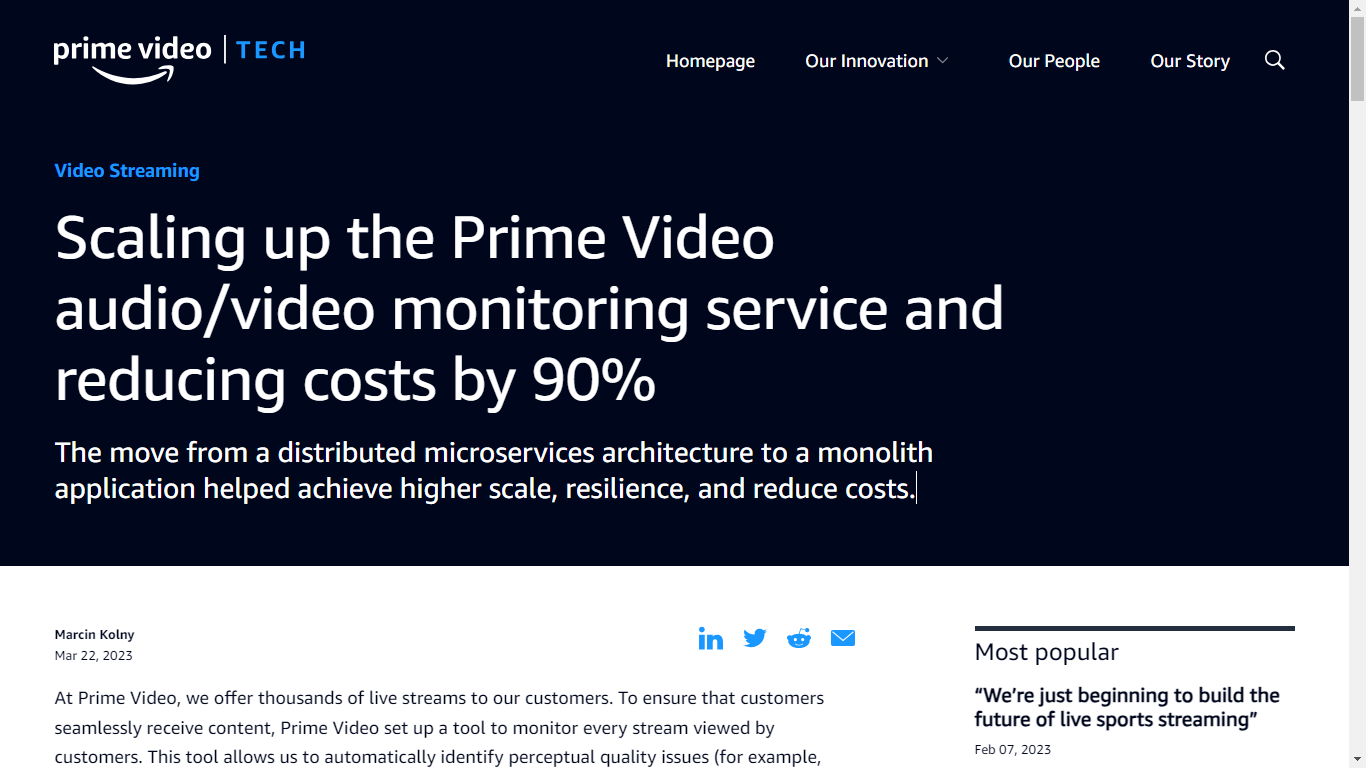 prime video | TECH
Homepage
Our Innovation
Our People
Our Story
Video Streaming
Scaling up the Prime Video
audio/video monitoring service and
reducing costs by 90%
The move from a distributed microservices architecture to a monolith
application helped achieve higher scale, resilience, and reduce costs.
Marcin Kolny
Mar 22, 2023
At Prime Video, we offer thousands of live streams to our customers. To ensure that customers
seamlessly receive content, Prime Video set up a tool to monitor every stream viewed by
customers. This tool allows us to automatically identify perceptual quality issues (for example,
Most popular
“We’re just beginning to build the
future of live sports streaming”
Feb 07, 2023